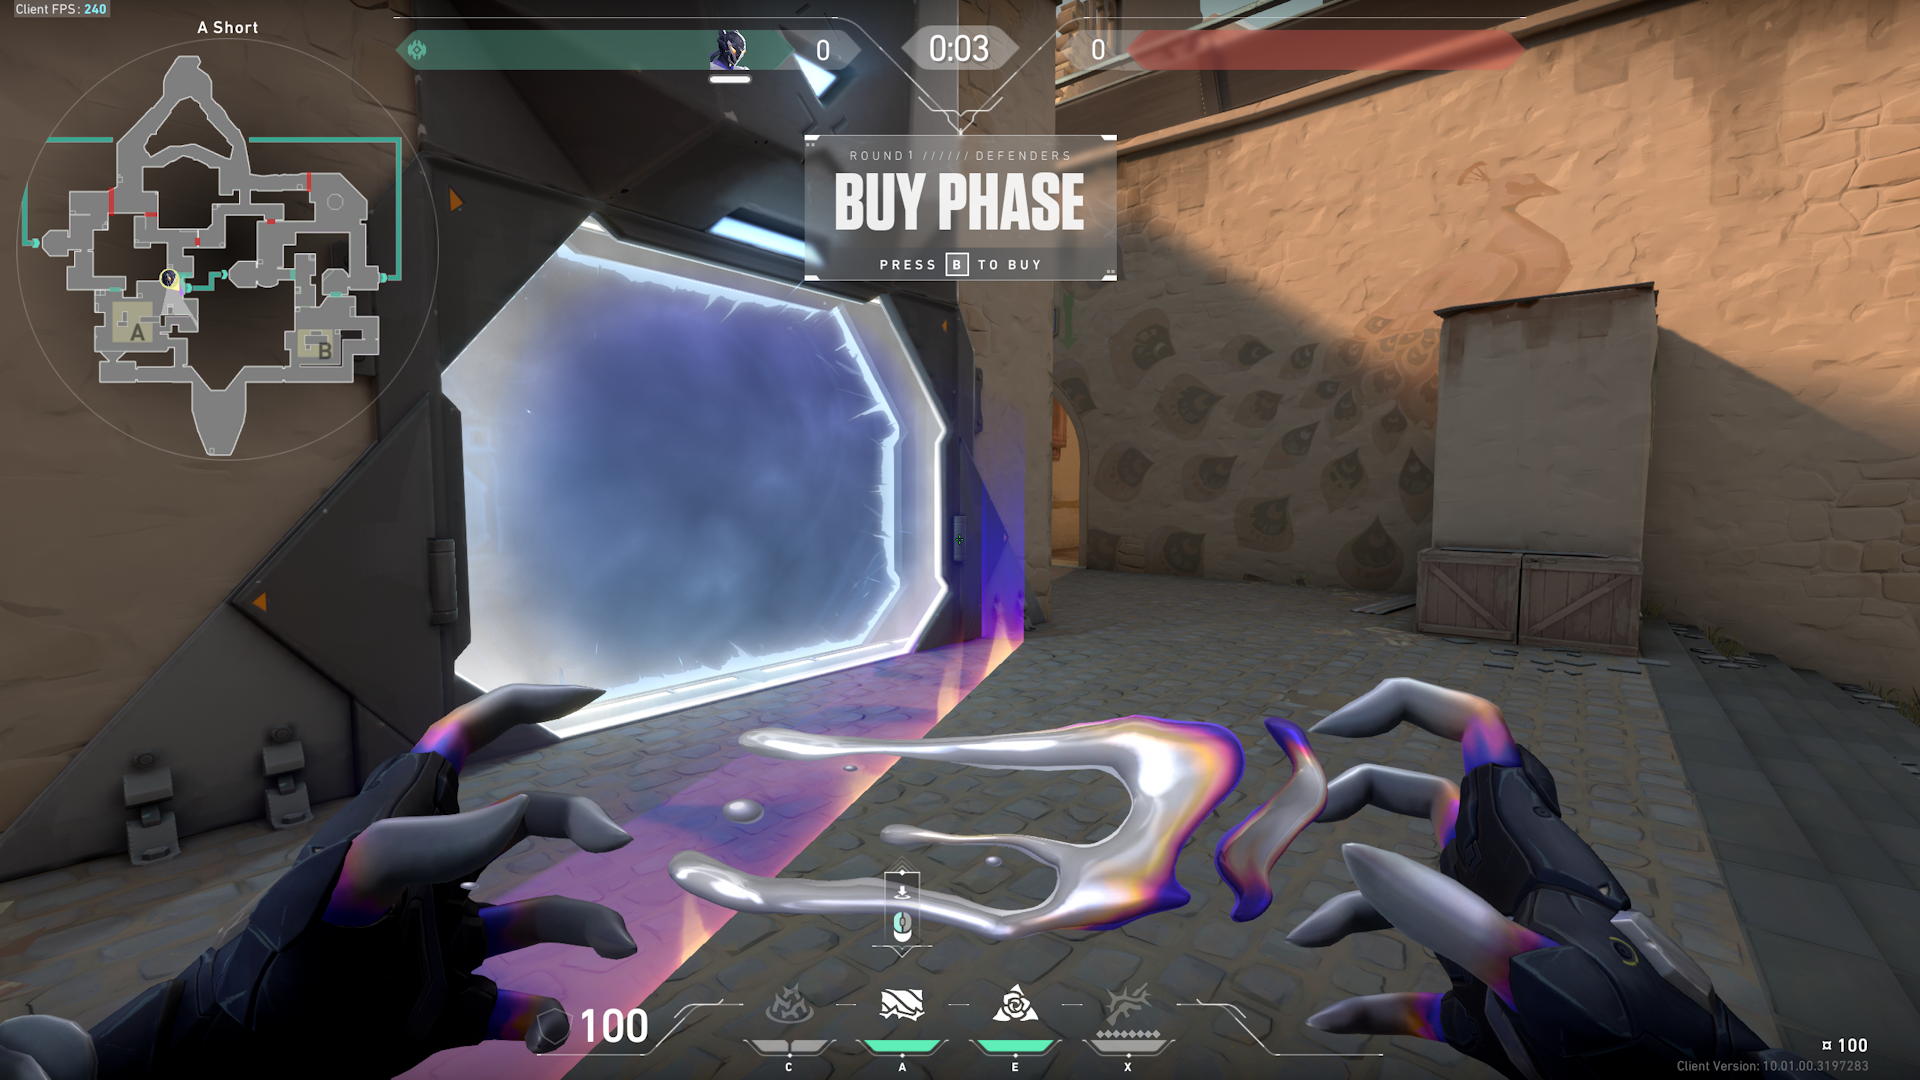 Client FPS: 240
A Short
0
0:03
0
ROUND 1 ////// DEFENDERS
BUY PHASE
PRESS B TO BUY
A
B
100
C
A
E
X
¤ 100
Client Version: 10.01.00.3197283